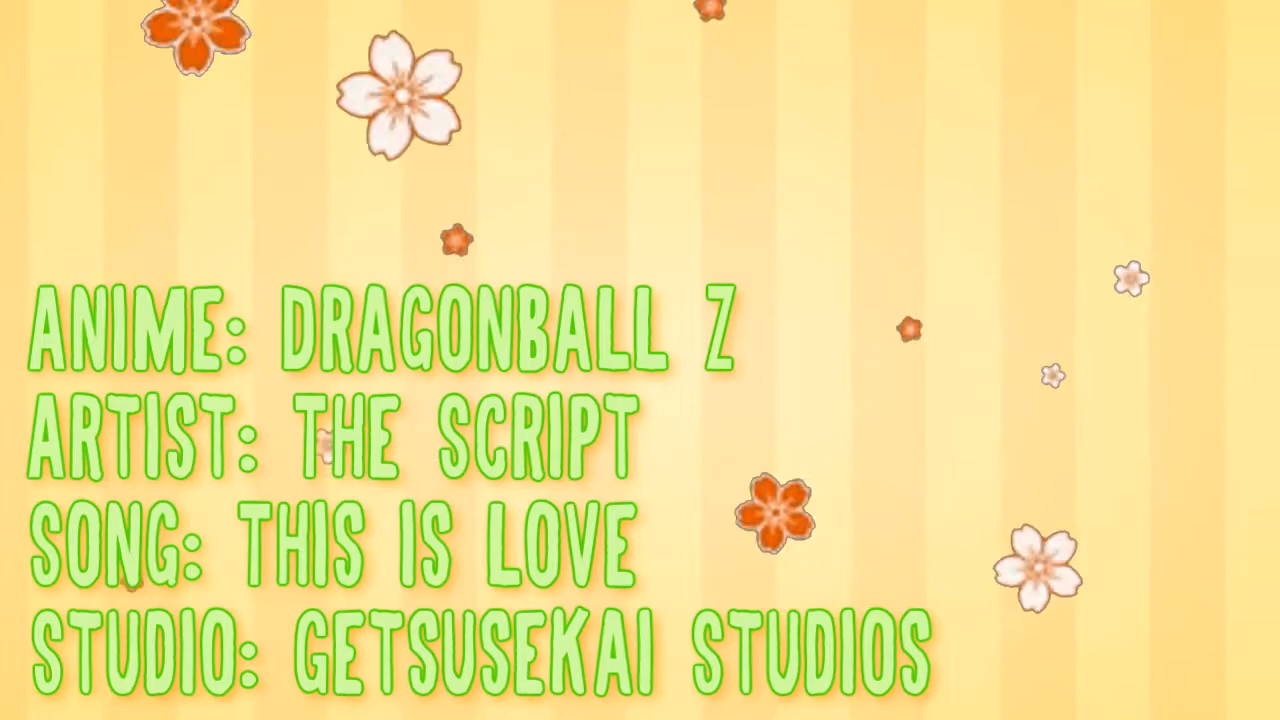 ANIME: DRAGONBALL Z
ARTIST: THE SCRIPT
SONG: THIS IS LOVE
STUDIO: GETSUSEKAI STUDIOS